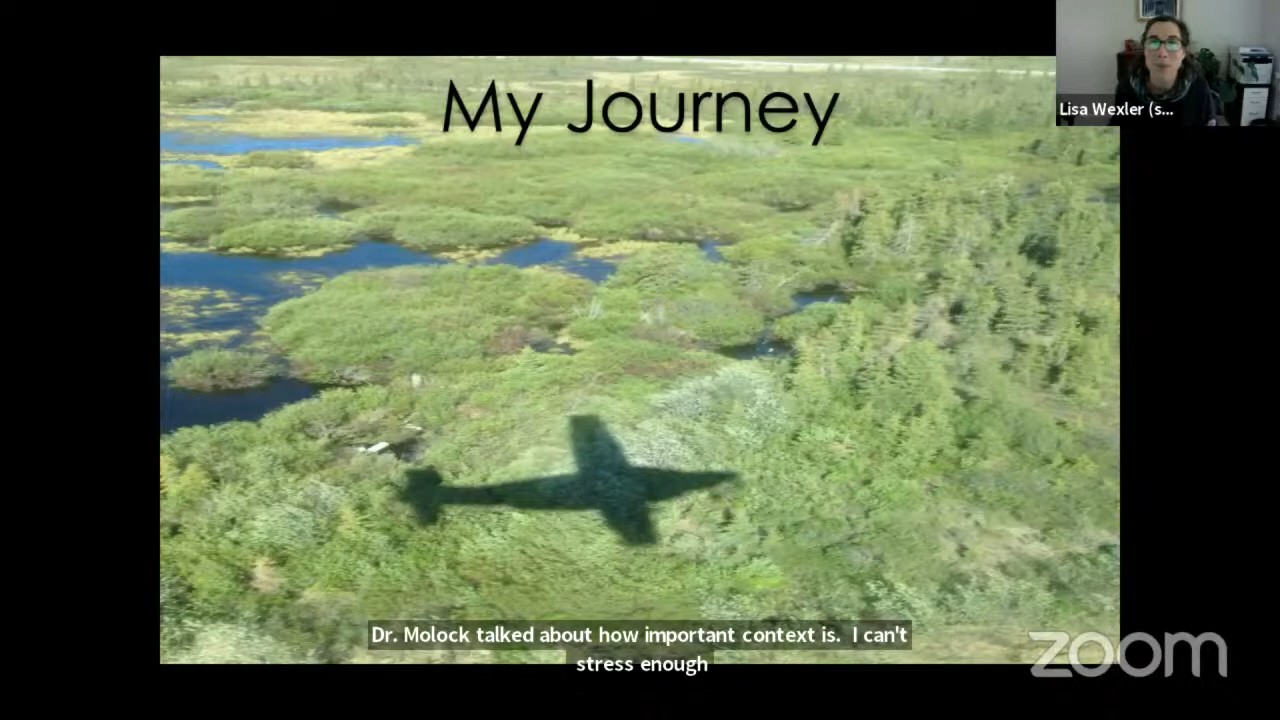 My Journey
Lisa Wexler (s...
Dr. Molock talked about how important context is. I can't
stress enough
zoom